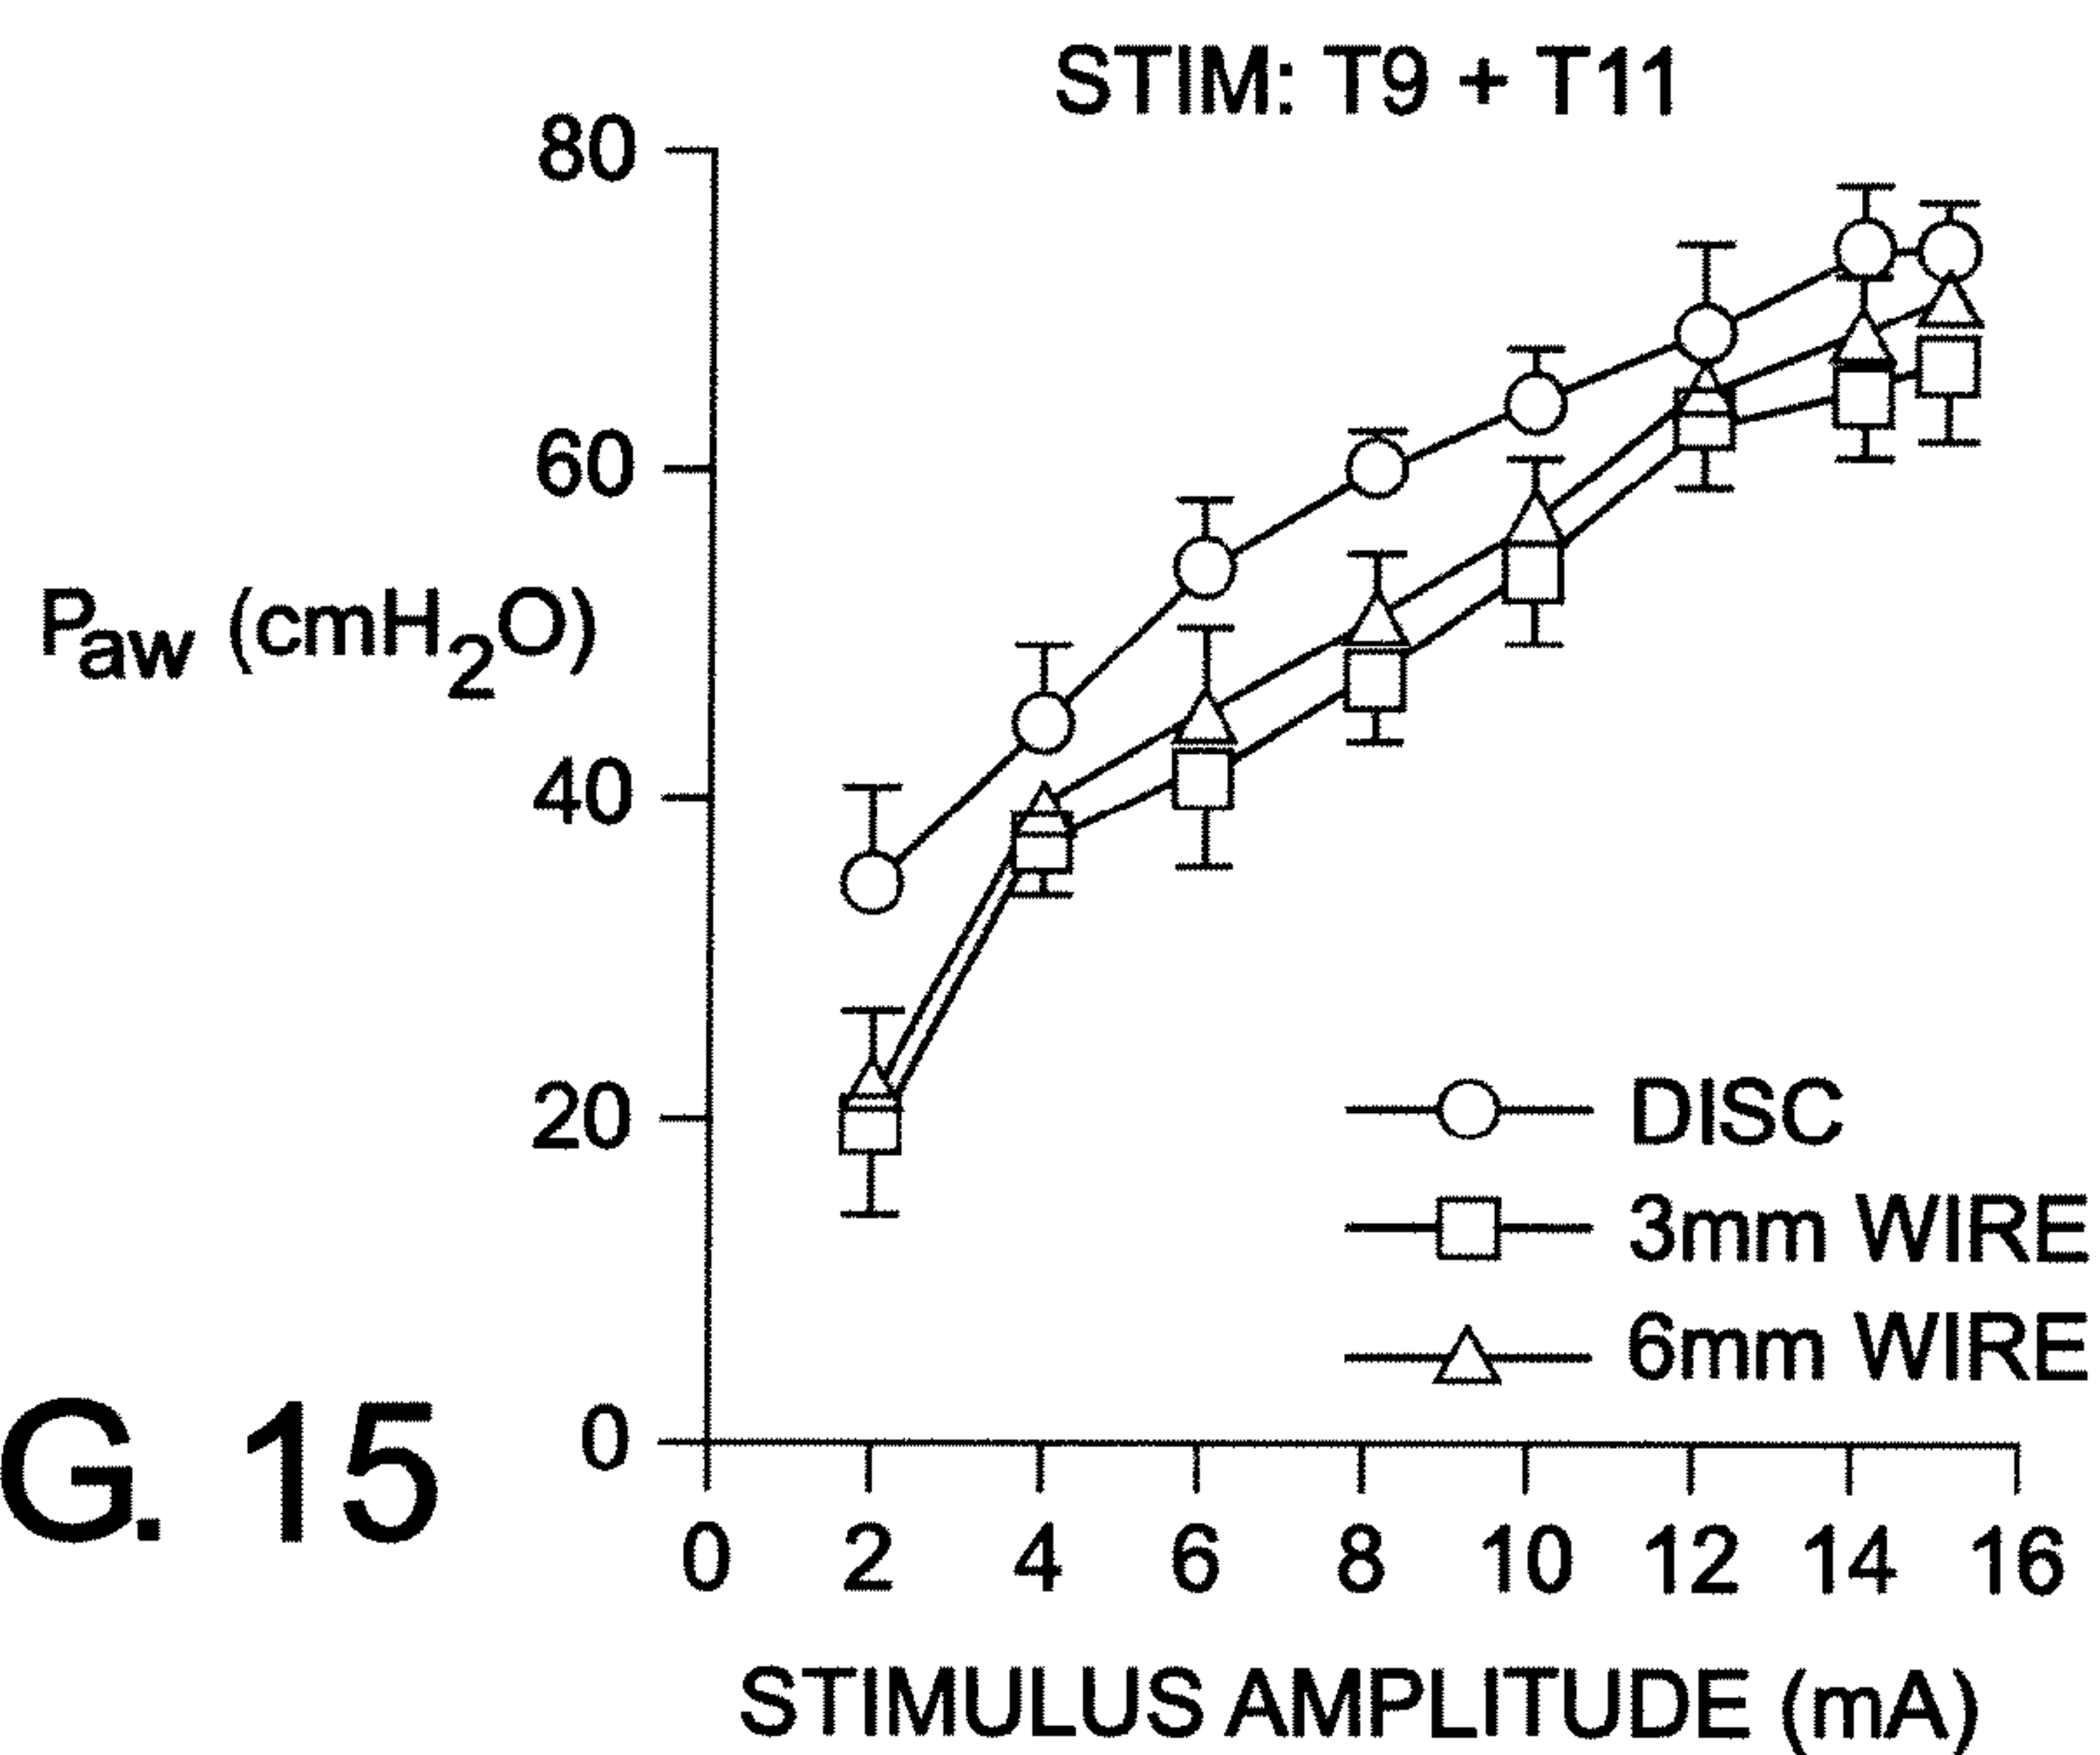 STIM: T9 + T11
80
60
Paw (cmH2O)
40
20
DISC
3mm WIRE
6mm WIRE
0
G. 15
0 2 4 6 8 10 12 14 16
STIMULUS AMPLITUDE (mA)